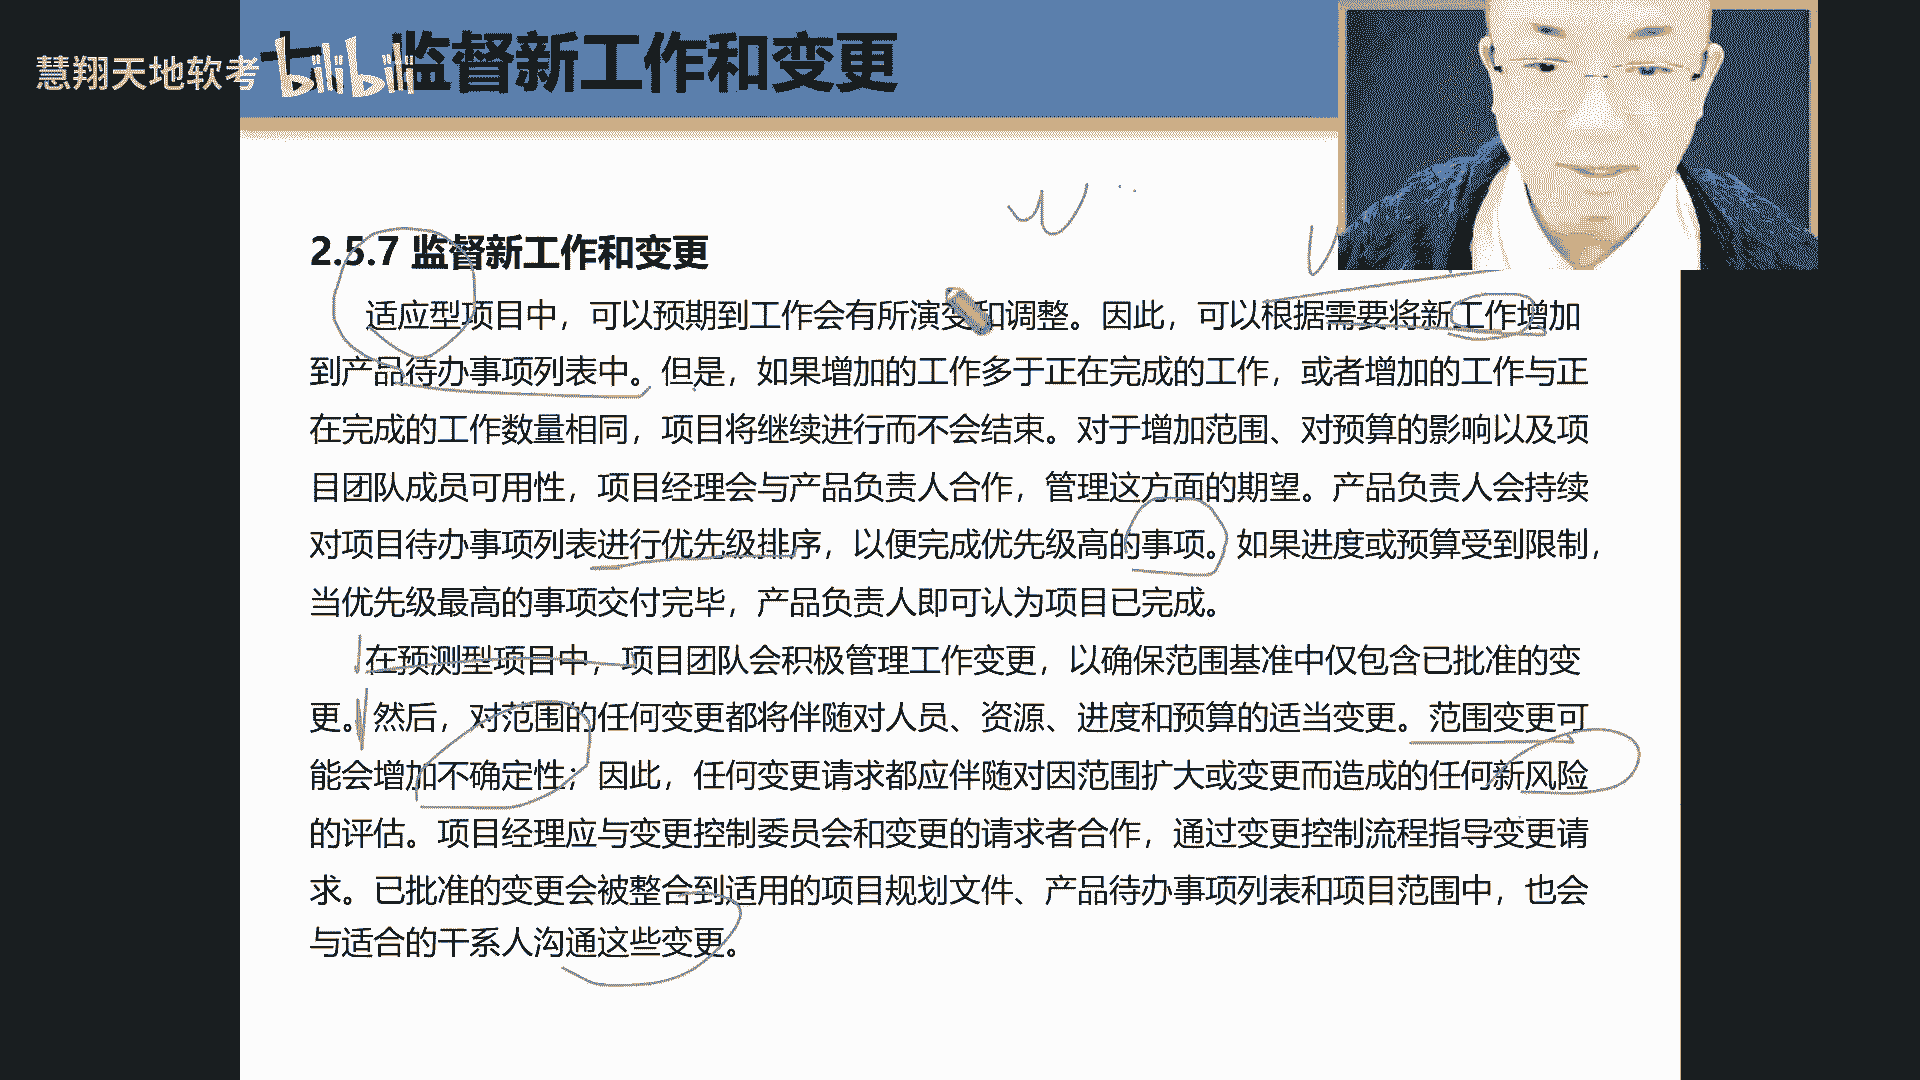 慧翔天地软考
bilibili
七、监督新工作和变更
2.5.7 监督新工作和变更
适应型项目中，可以预期到工作会有所演变和调整。因此，可以根据需要将新工作增加
到产品待办事项列表中。但是，如果增加的工作多于正在完成的工作，或者增加的工作与正
在完成的工作数量相同，项目将继续进行而不会结束。对于增加范围、对预算的影响以及项
目团队成员可用性，项目经理会与产品负责人合作，管理这方面的期望。产品负责人会持续
对项目待办事项列表进行优先级排序，以便完成优先级高的事项。如果进度或预算受到限制，
当优先级最高的事项交付完毕，产品负责人即可认为项目已完成。
在预测型项目中，项目团队会积极管理工作变更，以确保范围基准中仅包含已批准的变
更。然后，对范围的任何变更都将伴随对人员、资源、进度和预算的适当变更。范围变更可
能会增加不确定性；因此，任何变更请求都应伴随对因范围扩大或变更而造成的任何新风险
的评估。项目经理应与变更控制委员会和变更的请求者合作，通过变更控制流程指导变更请
求。已批准的变更会被整合到适用的项目规划文件、产品待办事项列表和项目范围中，也会
与适合的干系人沟通这些变更。